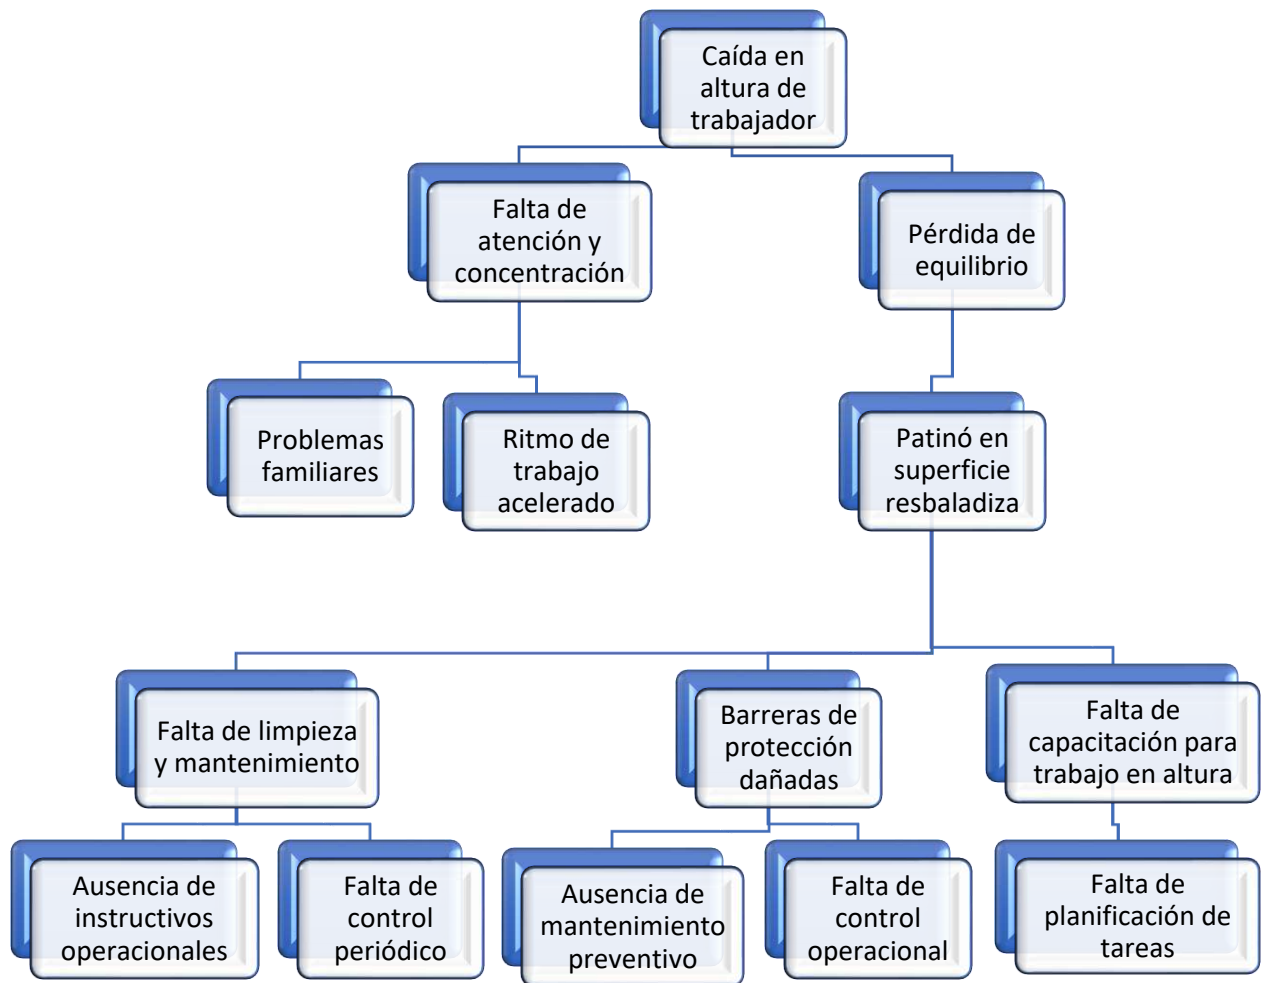 Caída en
altura de
trabajador
Falta de
atención y
concentración
Pérdida de
equilibrio
Problemas
familiares
Ritmo de
trabajo
acelerado
Patinó en
superficie
resbaladiza
Falta de limpieza
y mantenimiento
Barreras de
protección
dañadas
Falta de
capacitación para
trabajo en altura
Ausencia de
instructivos
operacionales
Falta de
control
periódico
Ausencia de
mantenimiento
preventivo
Falta de
control
operacional
Falta de
planificación de
tareas